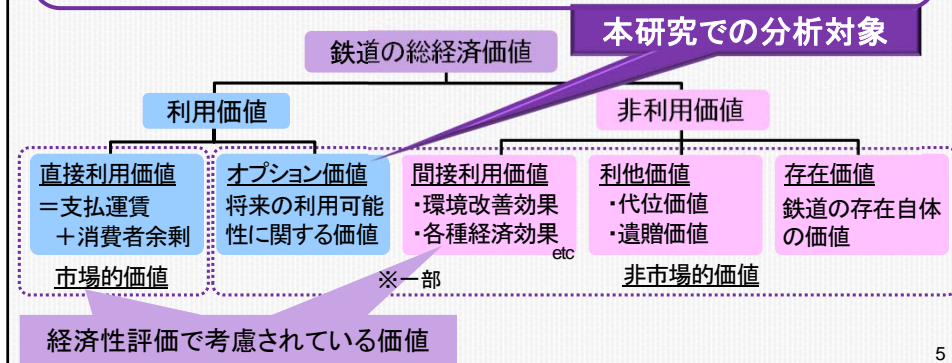 本研究での分析対象
鉄道の総経済価値
利用価値
非利用価値
直接利用価値
=支払運賃
+消費者余剰
オプション価値
将来の利用可能
性に関する価値
間接利用価値
・環境改善効果
・各種経済効果
etc
利他価値
・代位価値
・遺贈価値
存在価値
鉄道の存在自体
の価値
市場的価値
※一部
非市場的価値
経済性評価で考慮されている価値
5